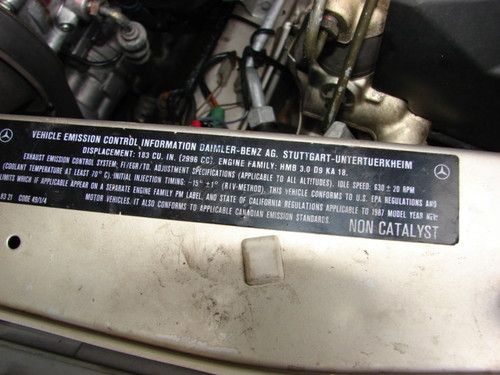 VEHICLE EMISSION CONTROL INFORMATION DAIMLER-BENZ AG. STUTTGART-UNTERTUERKHEIM
DISPLACEMENT: 183 CU. IN. (2996 CC). ENGINE FAMILY: HMB 3.0 D9 KA 18.
EXHAUST EMISSION CONTROL SYSTEM; FI/EGR/TO. ADJUSTMENT SPECIFICATIONS (APPLICABLE TO ALL ALTITUDES). IDLE SPEED: 630 ± 20 RPM
(COOLANT TEMPERATURE AT LEAST 70° C). INITIAL INJECTION TIMING: -15° ±1° (R/V-METHOD). THIS VEHICLE CONFORMS TO U.S. EPA REGULATIONS AND
LIMITS WHICH IF APPLICABLE APPEAR ON A SEPARATE ENGINE FAMILY PM LABEL, AND STATE OF CALIFORNIA REGULATIONS APPLICABLE TO 1987 MODEL YEAR NEW
MOTOR VEHICLES. IT ALSO CONFORMS TO APPLICABLE CANADIAN EMISSION STANDARDS.
83 21 CODE 491/4
NON CATALYST